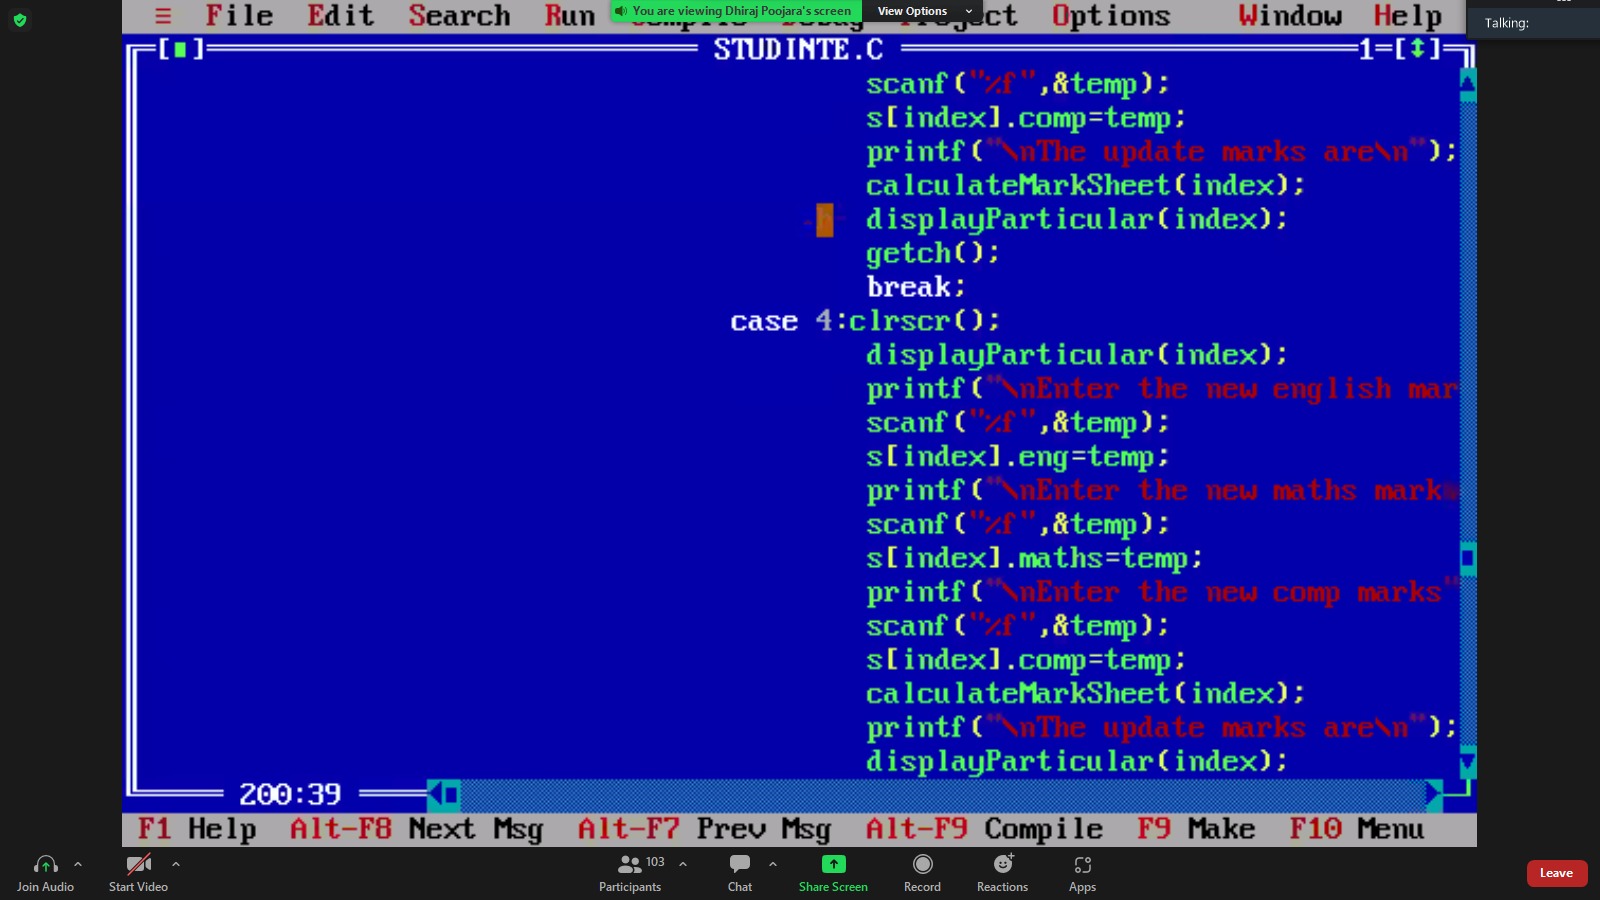 ≡ File Edit Search Run Compile Debug Project Options Window Help
You are viewing Dhiraj Poojara's screen View Options
Talking:
[■] STUDINTE.C 1=[↕]
scanf("%f",&temp);
s[index].comp=temp;
printf("\nThe update marks are\n");
calculateMarkSheet(index);
displayParticular(index);
getch();
break;
case 4:clrscr();
displayParticular(index);
printf("\nEnter the new english mar
scanf("%f",&temp);
s[index].eng=temp;
printf("\nEnter the new maths marks
scanf("%f",&temp);
s[index].maths=temp;
printf("\nEnter the new comp marks"
scanf("%f",&temp);
s[index].comp=temp;
calculateMarkSheet(index);
printf("\nThe update marks are\n");
displayParticular(index);
200:39
F1 Help Alt-F8 Next Msg Alt-F7 Prev Msg Alt-F9 Compile F9 Make F10 Menu
103
Join Audio Start Video Participants Chat Share Screen Record Reactions Apps Leave